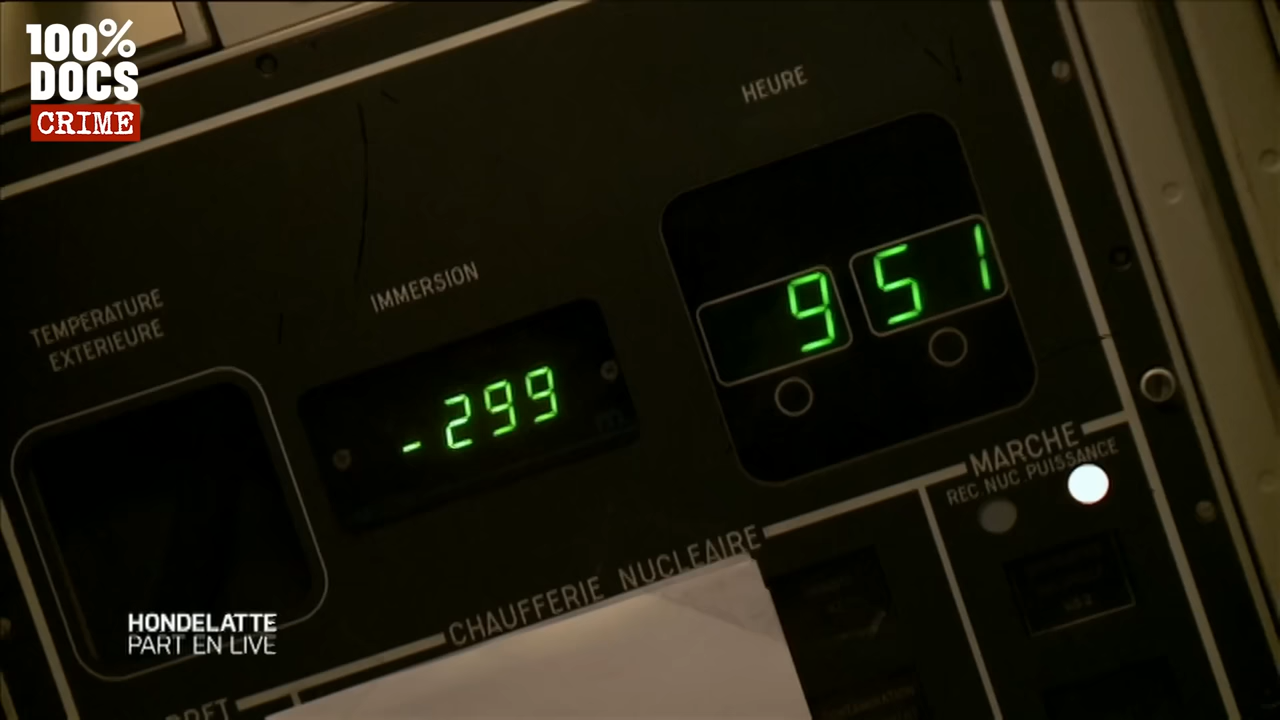 100%
DOCS
CRIME
HEURE
9 51
IMMERSION
-299
TEMPERATURE
EXTERIEURE
MARCHE
REC NUC PUISSANCE
CHAUFFERIE NUCLEAIRE
HONDELATTE
PART EN LIVE